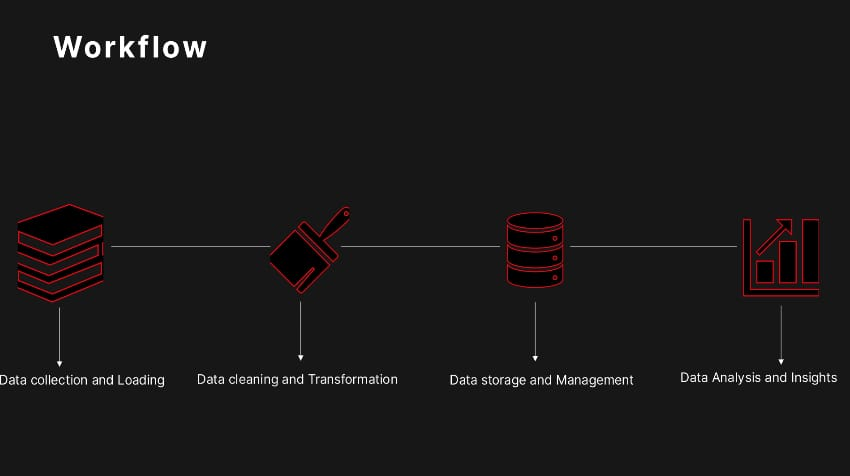 Workflow
Data collection and Loading
Data cleaning and Transformation
Data storage and Management
Data Analysis and Insights